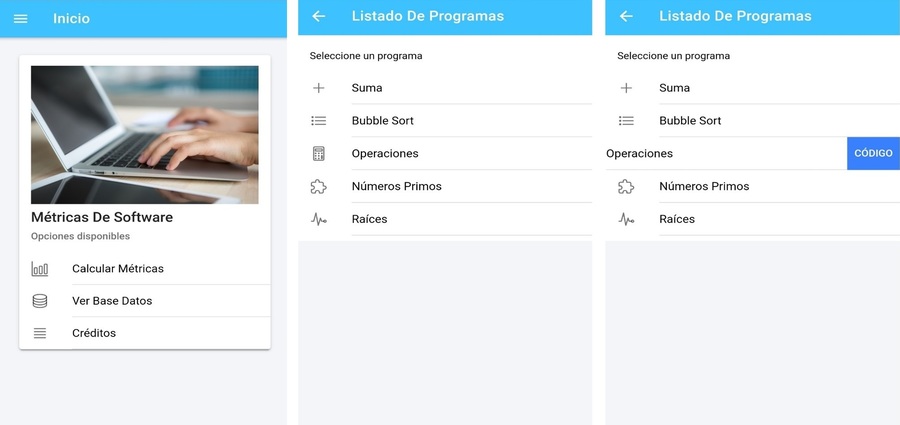 Inicio
Métricas De Software
Opciones disponibles
Calcular Métricas
Ver Base Datos
Créditos
Listado De Programas
Seleccione un programa
Suma
Bubble Sort
Operaciones
Números Primos
Raíces
Listado De Programas
Seleccione un programa
Suma
Bubble Sort
Operaciones CÓDIGO
Números Primos
Raíces